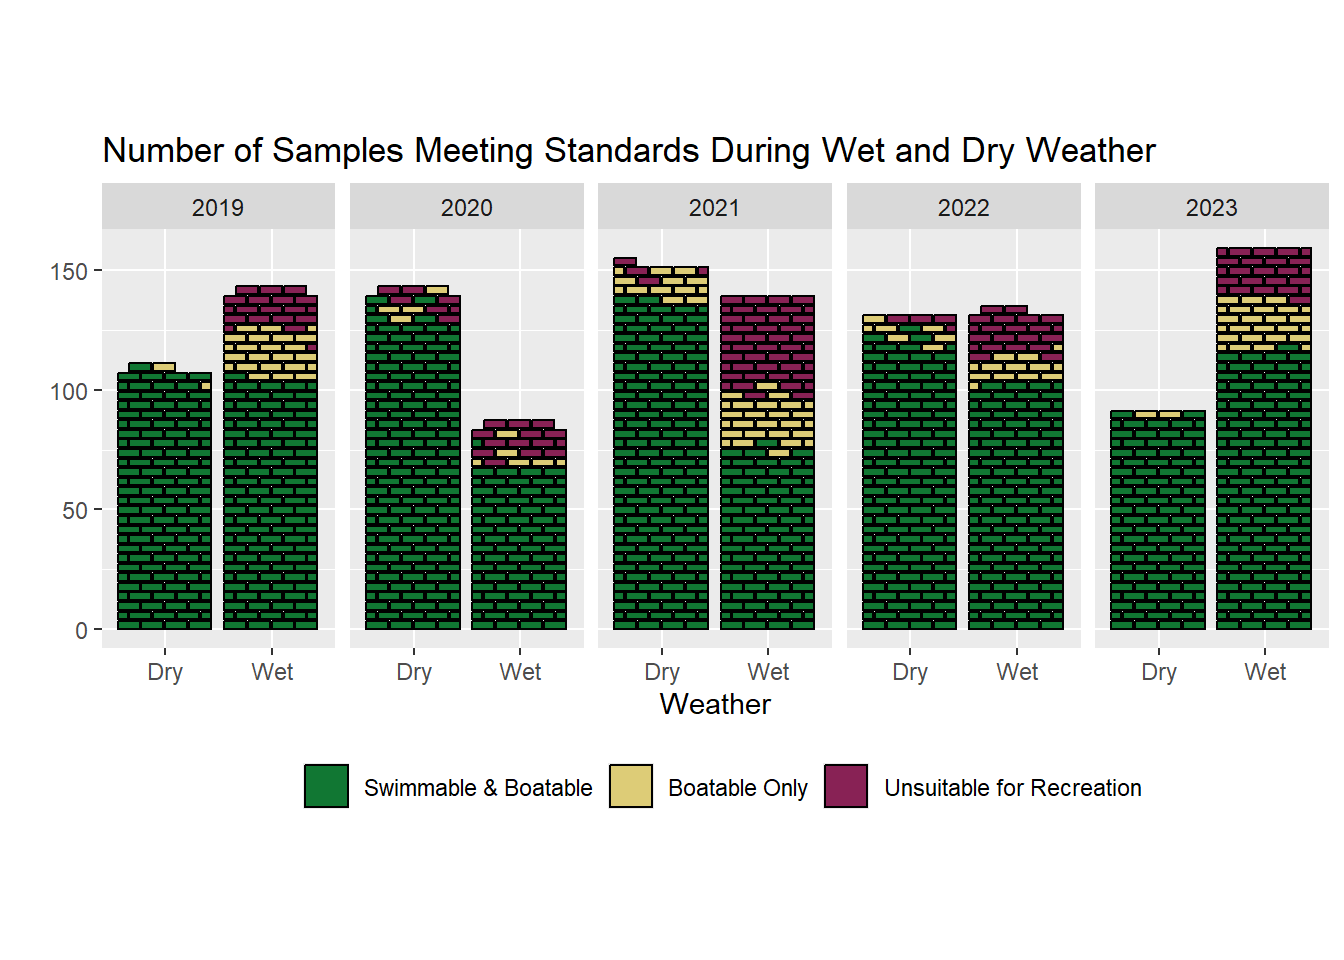 Number of Samples Meeting Standards During Wet and Dry Weather
2019 2020 2021 2022 2023
150
100
50
0
Dry Wet Dry Wet Dry Wet Dry Wet Dry Wet
Weather
Swimmable & Boatable Boatable Only Unsuitable for Recreation